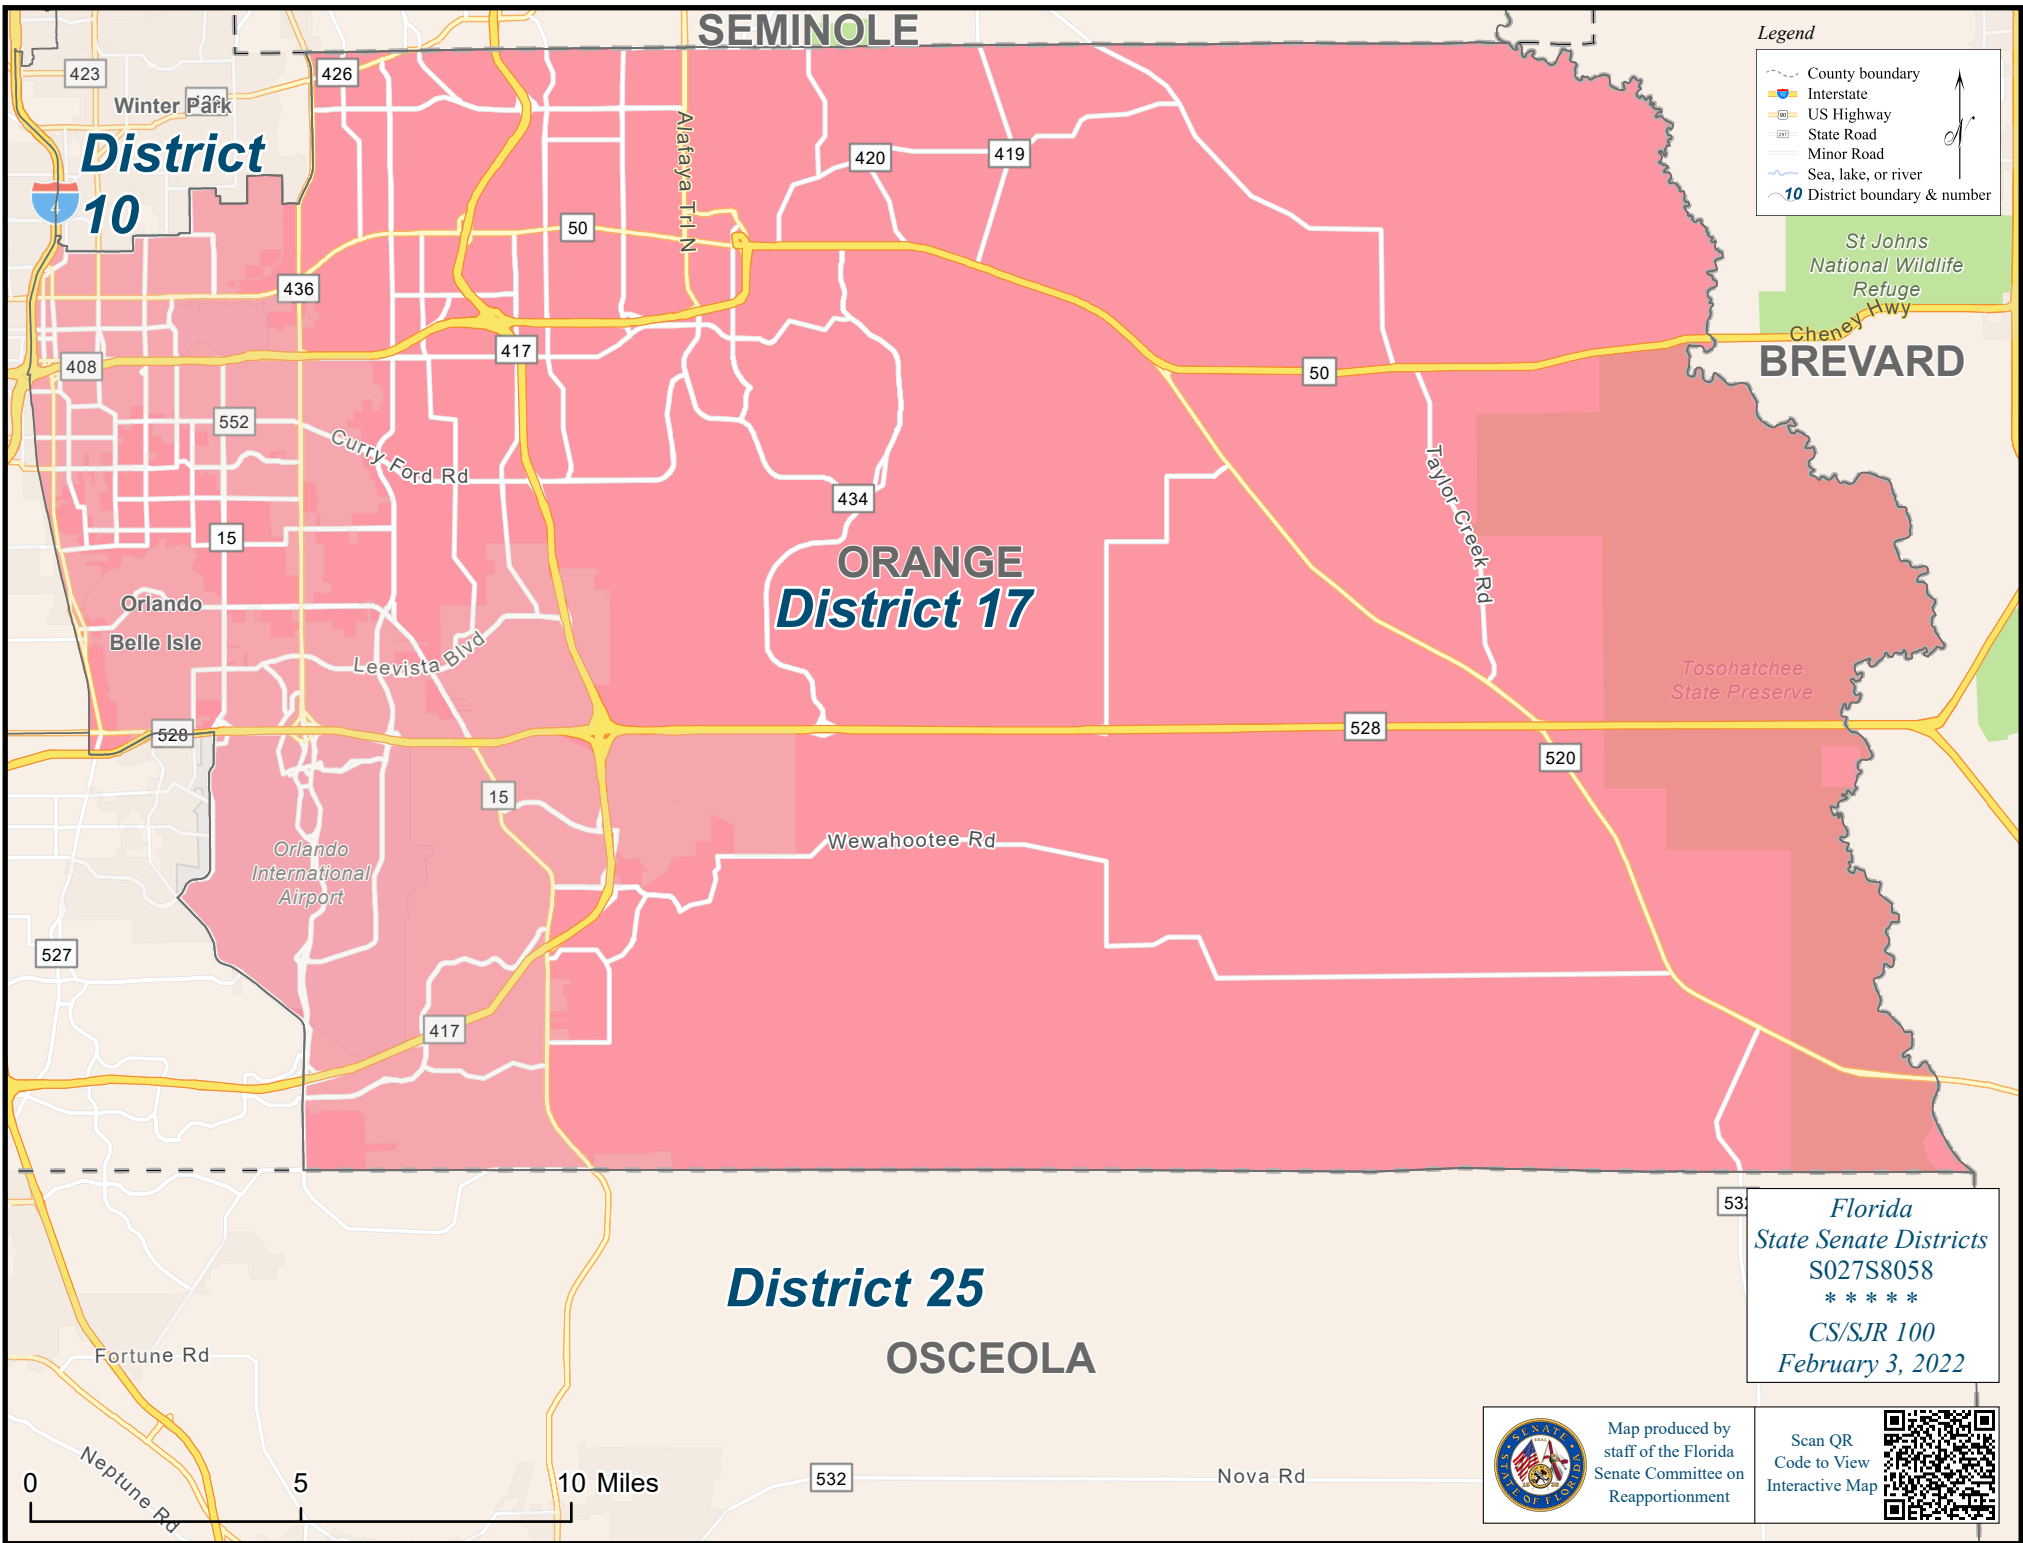 SEMINOLE
Legend
County boundary
Interstate
US Highway
State Road
Minor Road
Sea, lake, or river
10 District boundary & number
N
423
426
Winter Park
District
10
4
Alafaya Trl N
420
419
50
436
St Johns
National Wildlife
Refuge
Cheney Hwy
BREVARD
417
408
50
552
Curry Ford Rd
Taylor Creek Rd
434
15
ORANGE
District 17
Orlando
Belle Isle
Leevista Blvd
Tosohatchee
State Preserve
528
528
520
15
Wewahootee Rd
Orlando
International
Airport
527
417
532
Florida
State Senate Districts
S027S8058
* * * * *
CS/SJR 100
February 3, 2022
District 25
OSCEOLA
Fortune Rd
Neptune Rd
532
Nova Rd
0 5 10 Miles
SENATE
STATE OF FLORIDA
Map produced by
staff of the Florida
Senate Committee on
Reapportionment
Scan QR
Code to View
Interactive Map